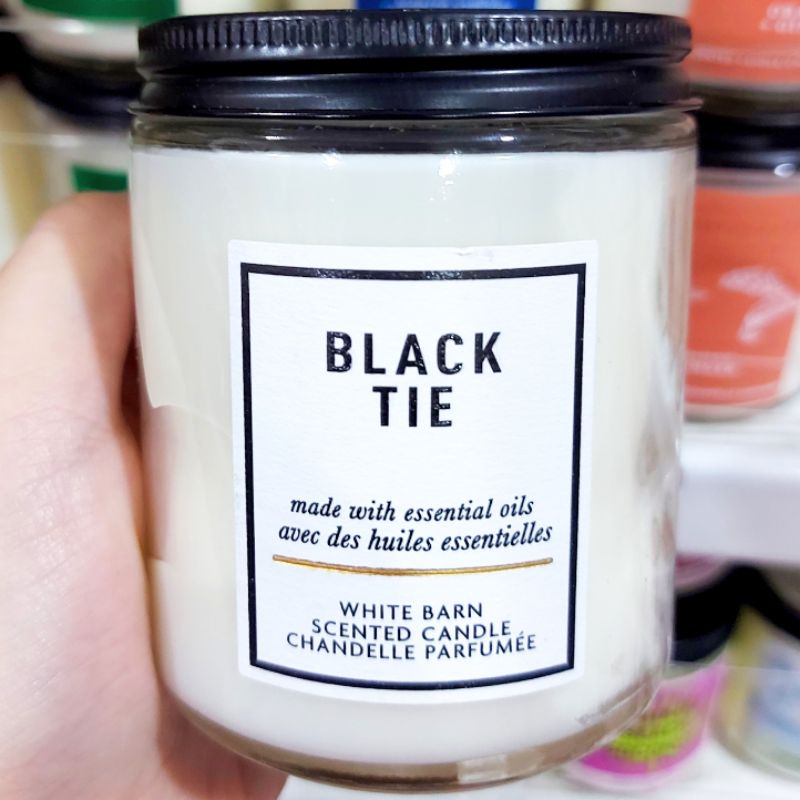 BLACK
TIE
made with essential oils
avec des huiles essentielles
WHITE BARN
SCENTED CANDLE
CHANDELLE PARFUMÉE